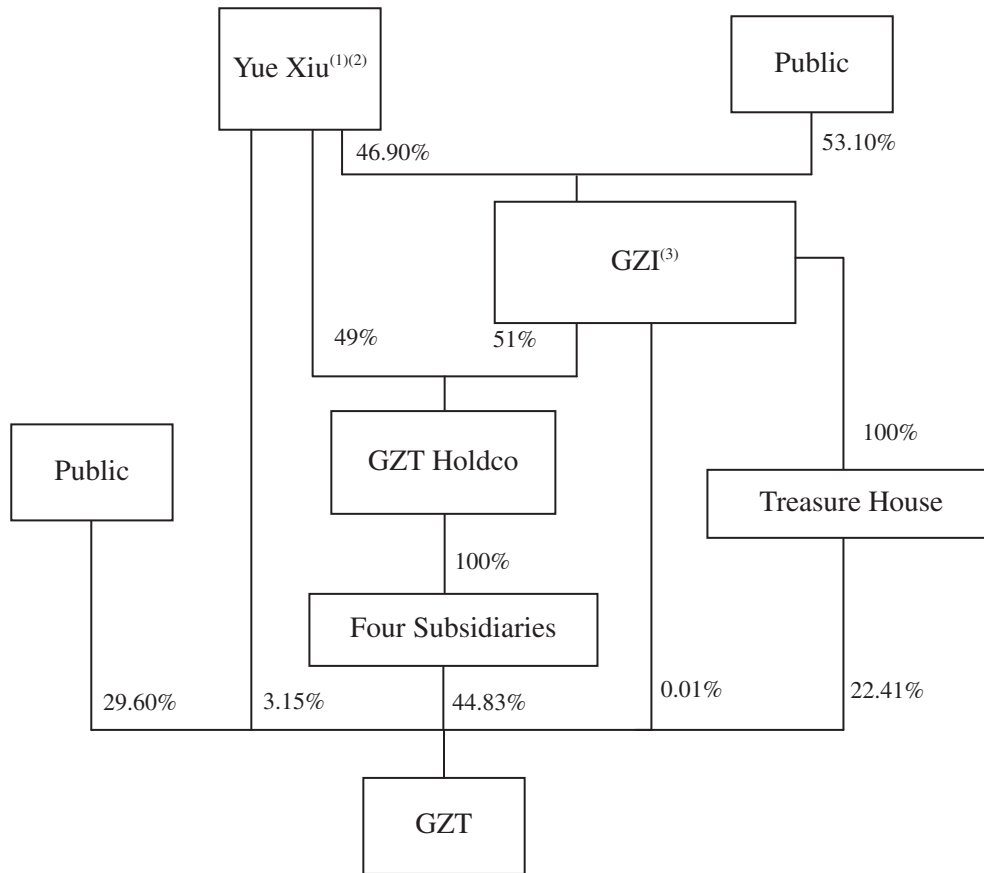 Yue Xiu(1)(2)
Public
46.90%
53.10%
GZI(3)
49%
51%
100%
GZT Holdco
Public
Treasure House
100%
Four Subsidiaries
29.60%
3.15%
44.83%
0.01%
22.41%
GZT